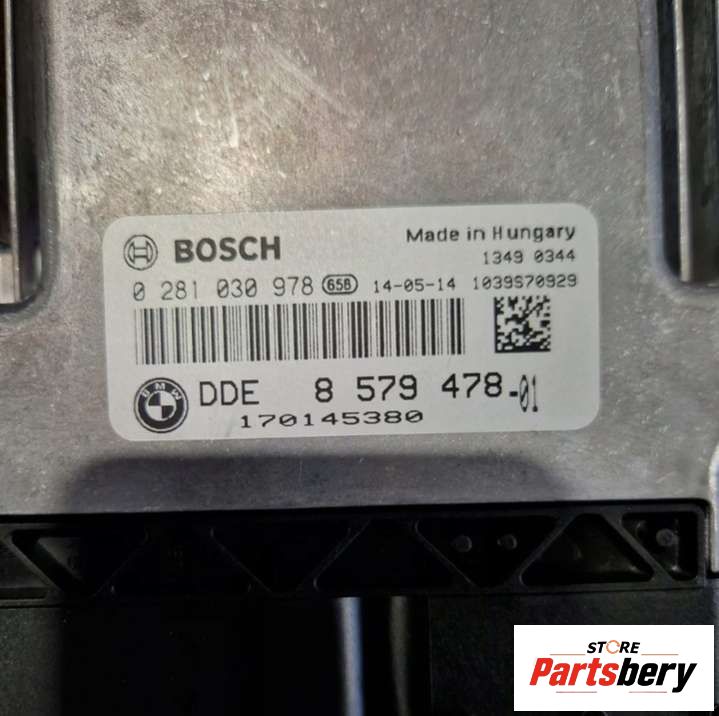 BOSCH
Made in Hungary
1349 0344
0 281 030 978 658 14-05-14 1039S70929
BMW DDE 8 579 478-01
170145380
STORE
Partsbery